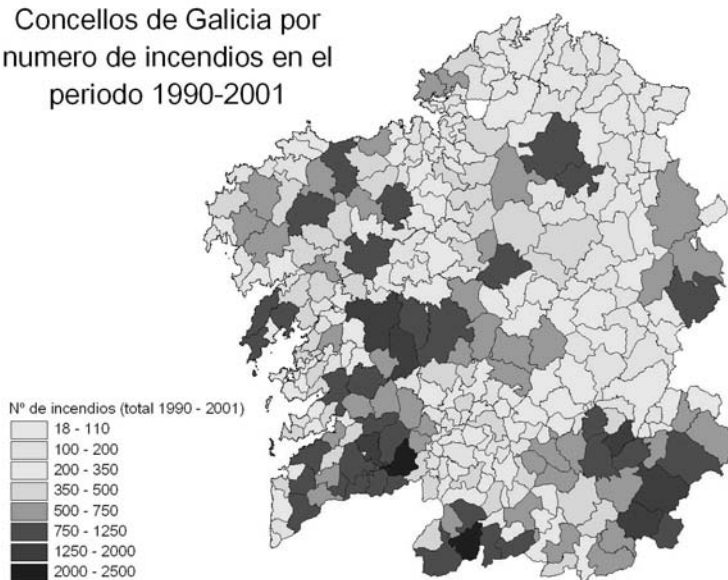 Concellos de Galicia por
numero de incendios en el
periodo 1990-2001
Nº de incendios (total 1990 - 2001)
18 - 110
100 - 200
200 - 350
350 - 500
500 - 750
750 - 1250
1250 - 2000
2000 - 2500